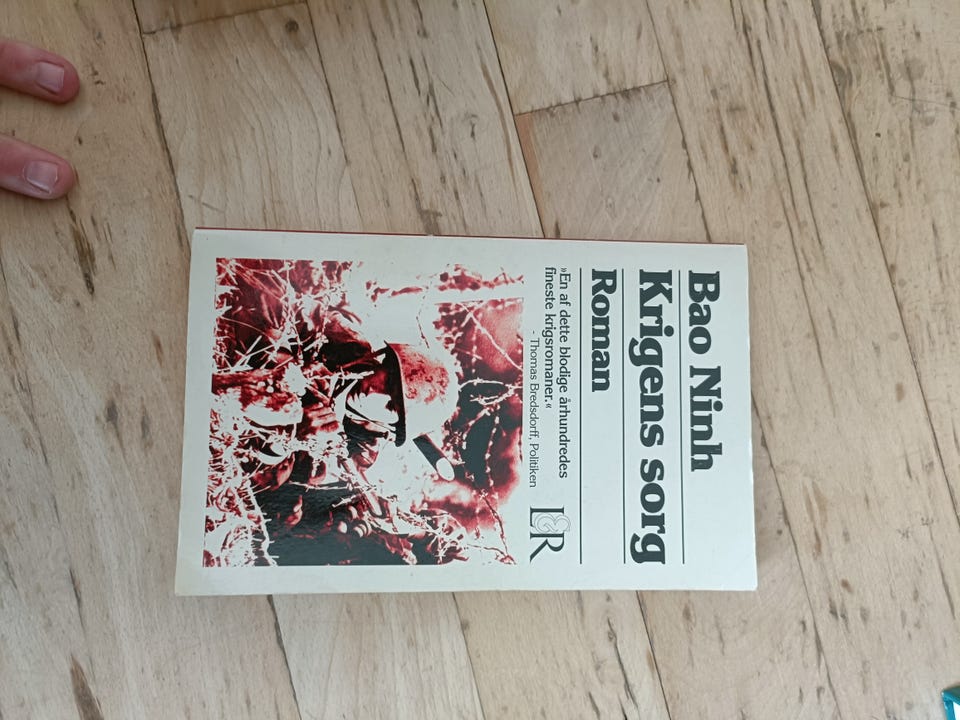 Bao Ninh
Krigens sorg
Roman
»En af dette blodige århundredes
fineste krigsromaner.«
- Thomas Bredsdorff, Politiken
L&R